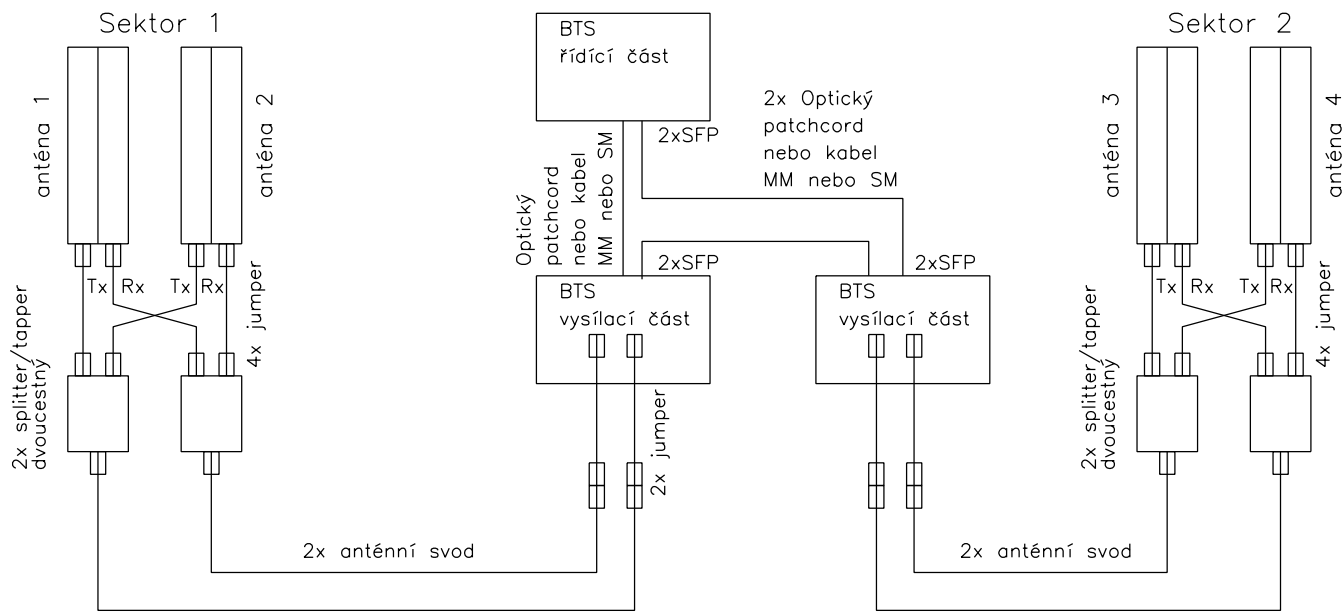 Sektor 1
anténa 1
anténa 2
Tx
Rx
Tx
Rx
4x jumper
2x splitter/tapper
dvoucestný
BTS
řídící část
2xSFP
Optický
patchcord
nebo kabel
MM nebo SM
2x Optický
patchcord
nebo kabel
MM nebo SM
2xSFP
BTS
vysílací část
2x jumper
2xSFP
BTS
vysílací část
2x anténní svod
2x anténní svod
Sektor 2
anténa 3
anténa 4
Tx
Rx
Tx
Rx
4x jumper
2x splitter/tapper
dvoucestný